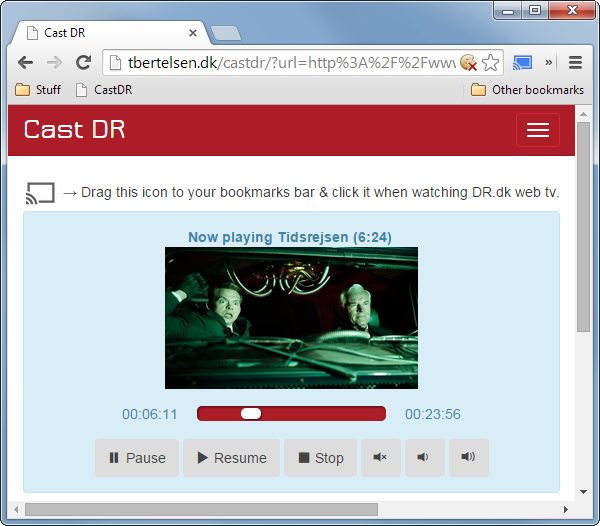 Cast DR
tbertelsen.dk/castdr/?url=http%3A%2F%2Fwww
Stuff CastDR » Other bookmarks
Cast DR
→ Drag this icon to your bookmarks bar & click it when watching DR.dk web tv.
Now playing Tidsrejsen (6:24)
00:06:11 00:23:56
Pause Resume Stop